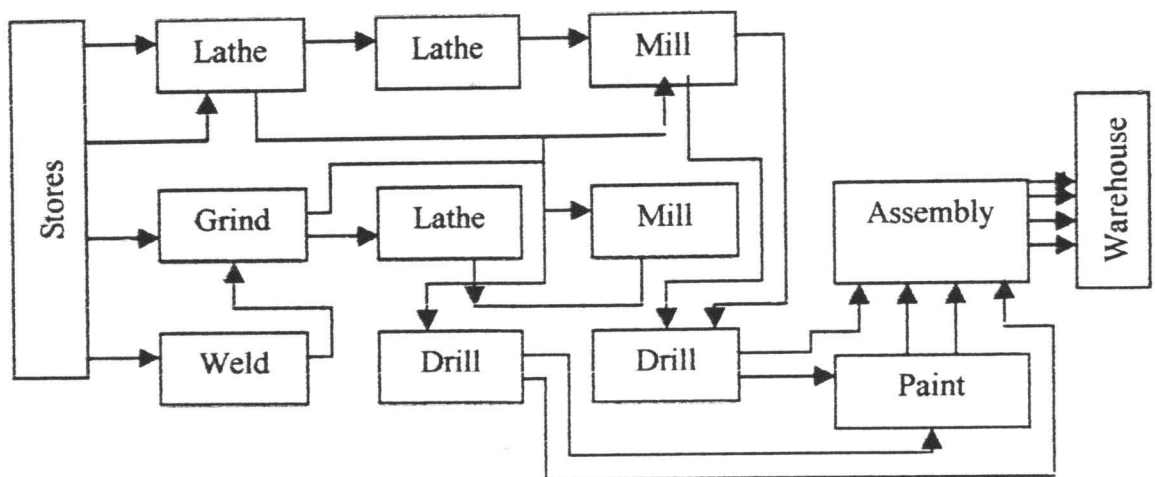 Stores
Lathe
Lathe
Mill
Grind
Lathe
Mill
Weld
Drill
Drill
Assembly
Paint
Warehouse